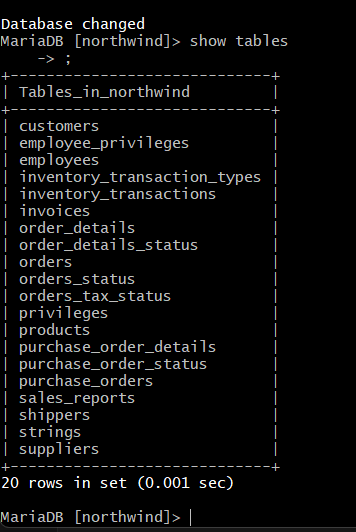 Database changed
MariaDB [northwind]> show tables
    -> ;
+-----------------------------+
| Tables_in_northwind         |
+-----------------------------+
| customers                   |
| employee_privileges         |
| employees                   |
| inventory_transaction_types |
| inventory_transactions      |
| invoices                    |
| order_details               |
| order_details_status        |
| orders                      |
| orders_status               |
| orders_tax_status           |
| privileges                  |
| products                    |
| purchase_order_details      |
| purchase_order_status       |
| purchase_orders             |
| sales_reports               |
| shippers                    |
| strings                     |
| suppliers                   |
+-----------------------------+
20 rows in set (0.001 sec)
MariaDB [northwind]>